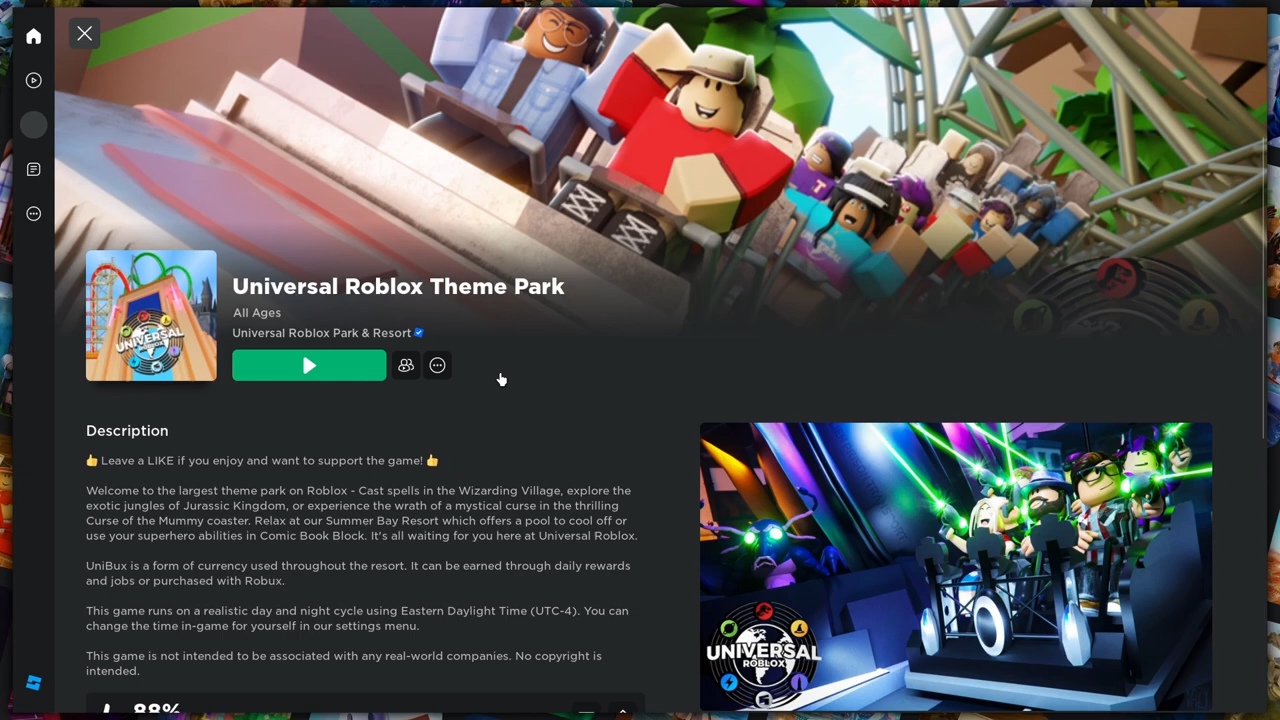 Universal Roblox Theme Park
All Ages
Universal Roblox Park & Resort
Description
👍 Leave a LIKE if you enjoy and want to support the game! 👍
Welcome to the largest theme park on Roblox - Cast spells in the Wizarding Village, explore the
exotic jungles of Jurassic Kingdom, or experience the wrath of a mystical curse in the thrilling
Curse of the Mummy coaster. Relax at our Summer Bay Resort which offers a pool to cool off or
use your superhero abilities in Comic Book Block. It's all waiting for you here at Universal Roblox.
UniBux is a form of currency used throughout the resort. It can be earned through daily rewards
and jobs or purchased with Robux.
This game runs on a realistic day and night cycle using Eastern Daylight Time (UTC-4). You can
change the time in-game for yourself in our settings menu.
This game is not intended to be associated with any real-world companies. No copyright is
intended.
88%
UNIVERSAL
ROBLOX
UNIVERSAL
ROBLOX